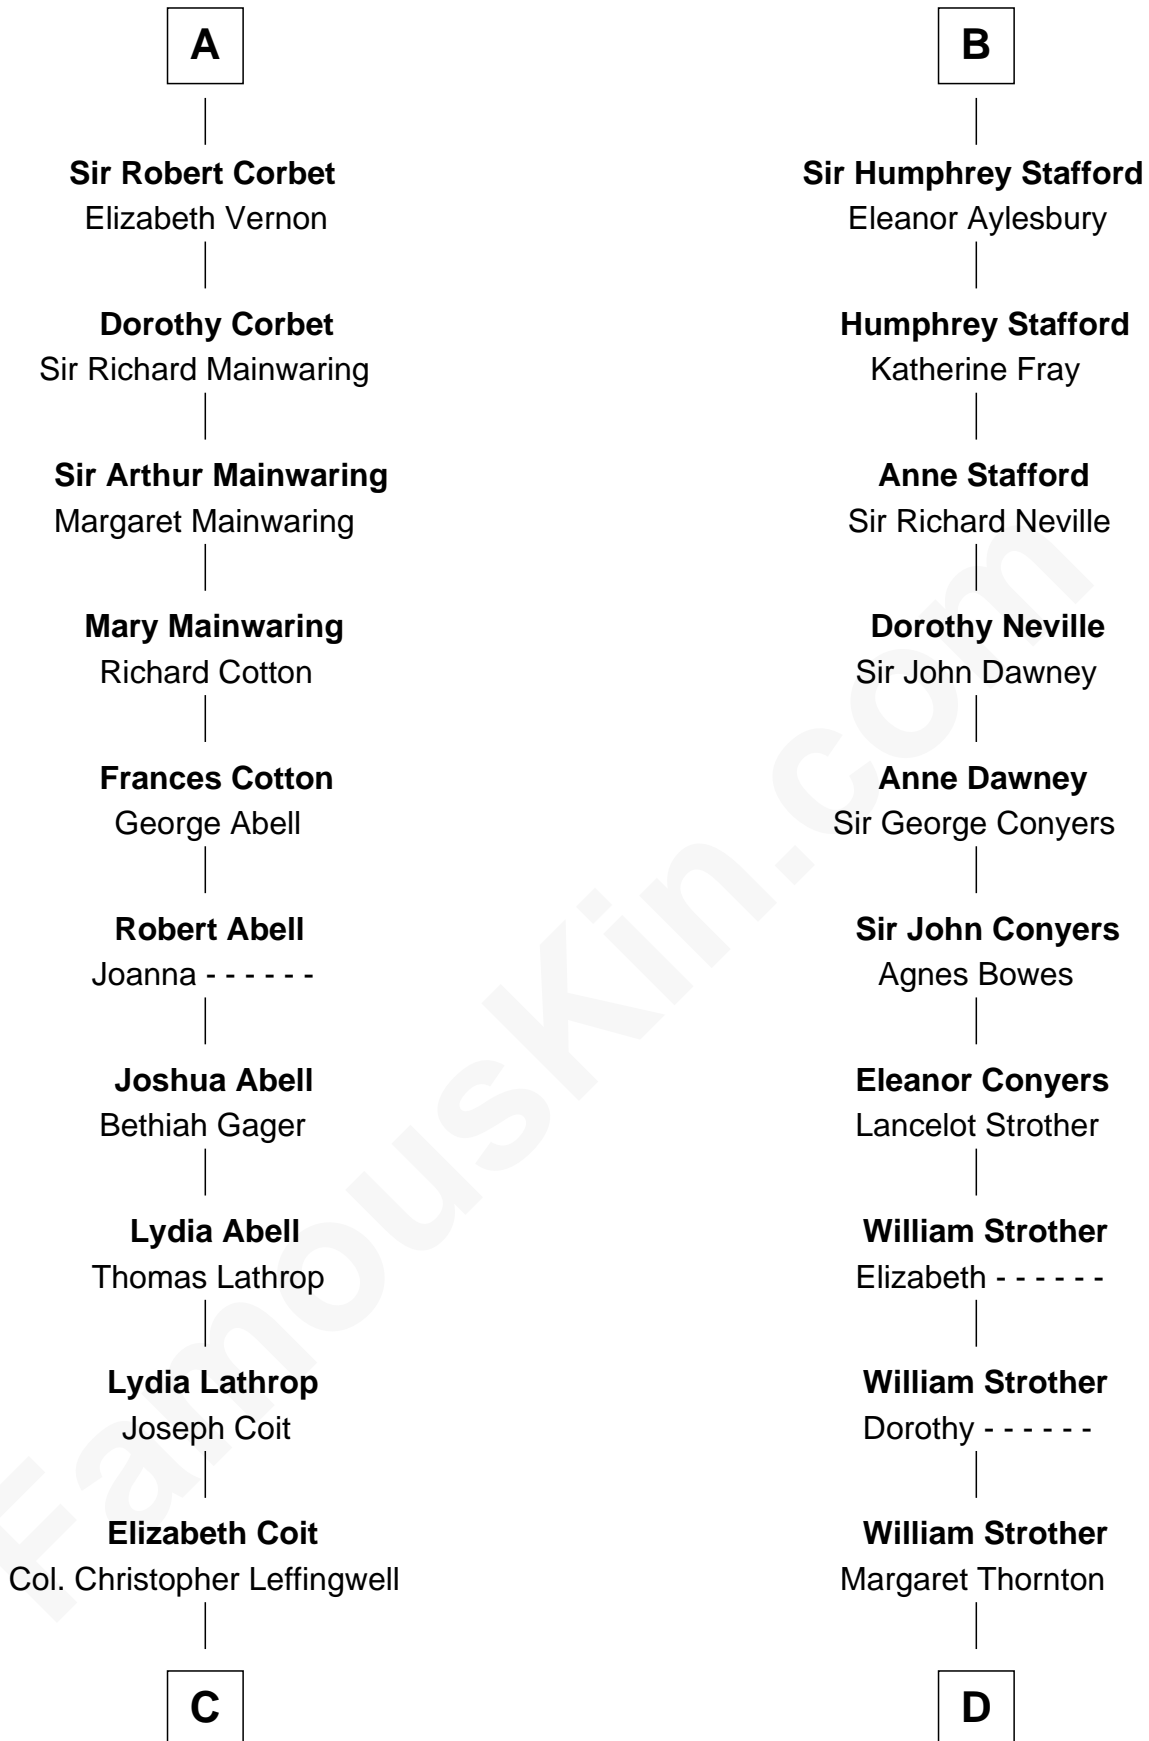 A
Sir Robert Corbet
Elizabeth Vernon
Dorothy Corbet
Sir Richard Mainwaring
Sir Arthur Mainwaring
Margaret Mainwaring
Mary Mainwaring
Richard Cotton
Frances Cotton
George Abell
Robert Abell
Joanna - - - - - -
Joshua Abell
Bethiah Gager
Lydia Abell
Thomas Lathrop
Lydia Lathrop
Joseph Coit
Elizabeth Coit
Col. Christopher Leffingwell
C
B
Sir Humphrey Stafford
Eleanor Aylesbury
Humphrey Stafford
Katherine Fray
Anne Stafford
Sir Richard Neville
Dorothy Neville
Sir John Dawney
Anne Dawney
Sir George Conyers
Sir John Conyers
Agnes Bowes
Eleanor Conyers
Lancelot Strother
William Strother
Elizabeth - - - - - -
William Strother
Dorothy - - - - - -
William Strother
Margaret Thornton
D
FamousKin.com